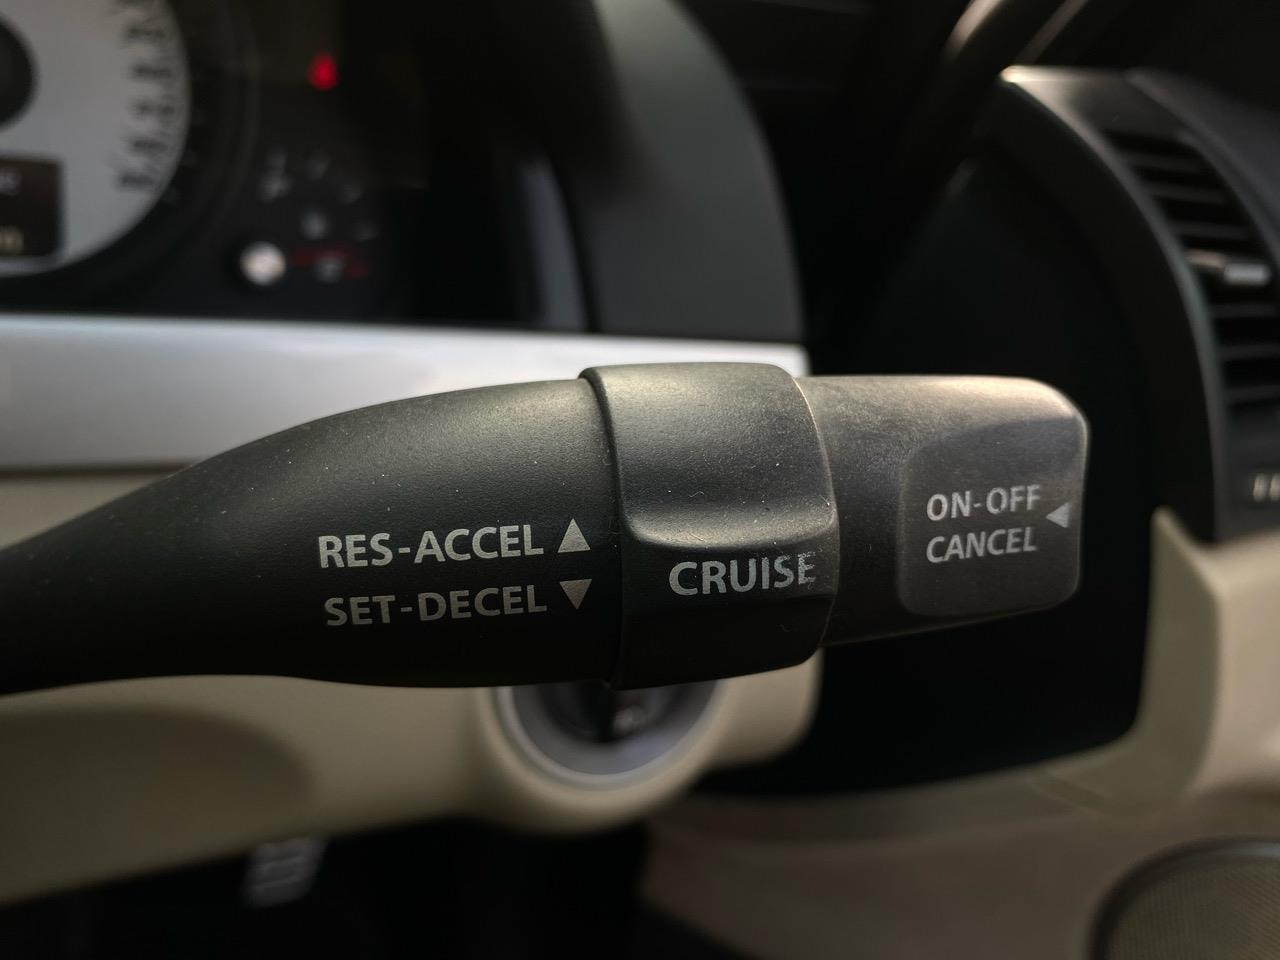 RES-ACCEL ▲
SET-DECEL ▼
CRUISE
ON-OFF
CANCEL ◀